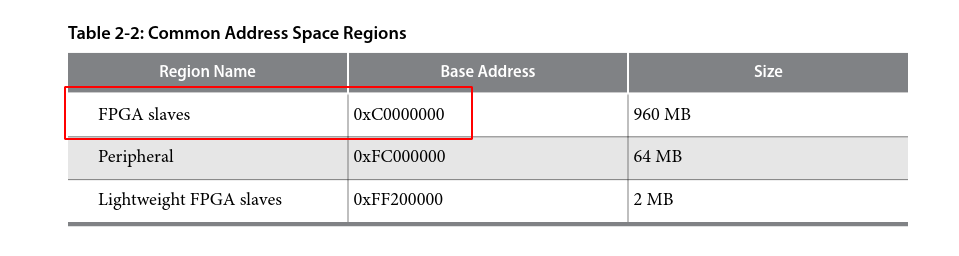 Table 2-2: Common Address Space Regions
Region Name Base Address Size
FPGA slaves 0xC0000000 960 MB
Peripheral 0xFC000000 64 MB
Lightweight FPGA slaves 0xFF200000 2 MB